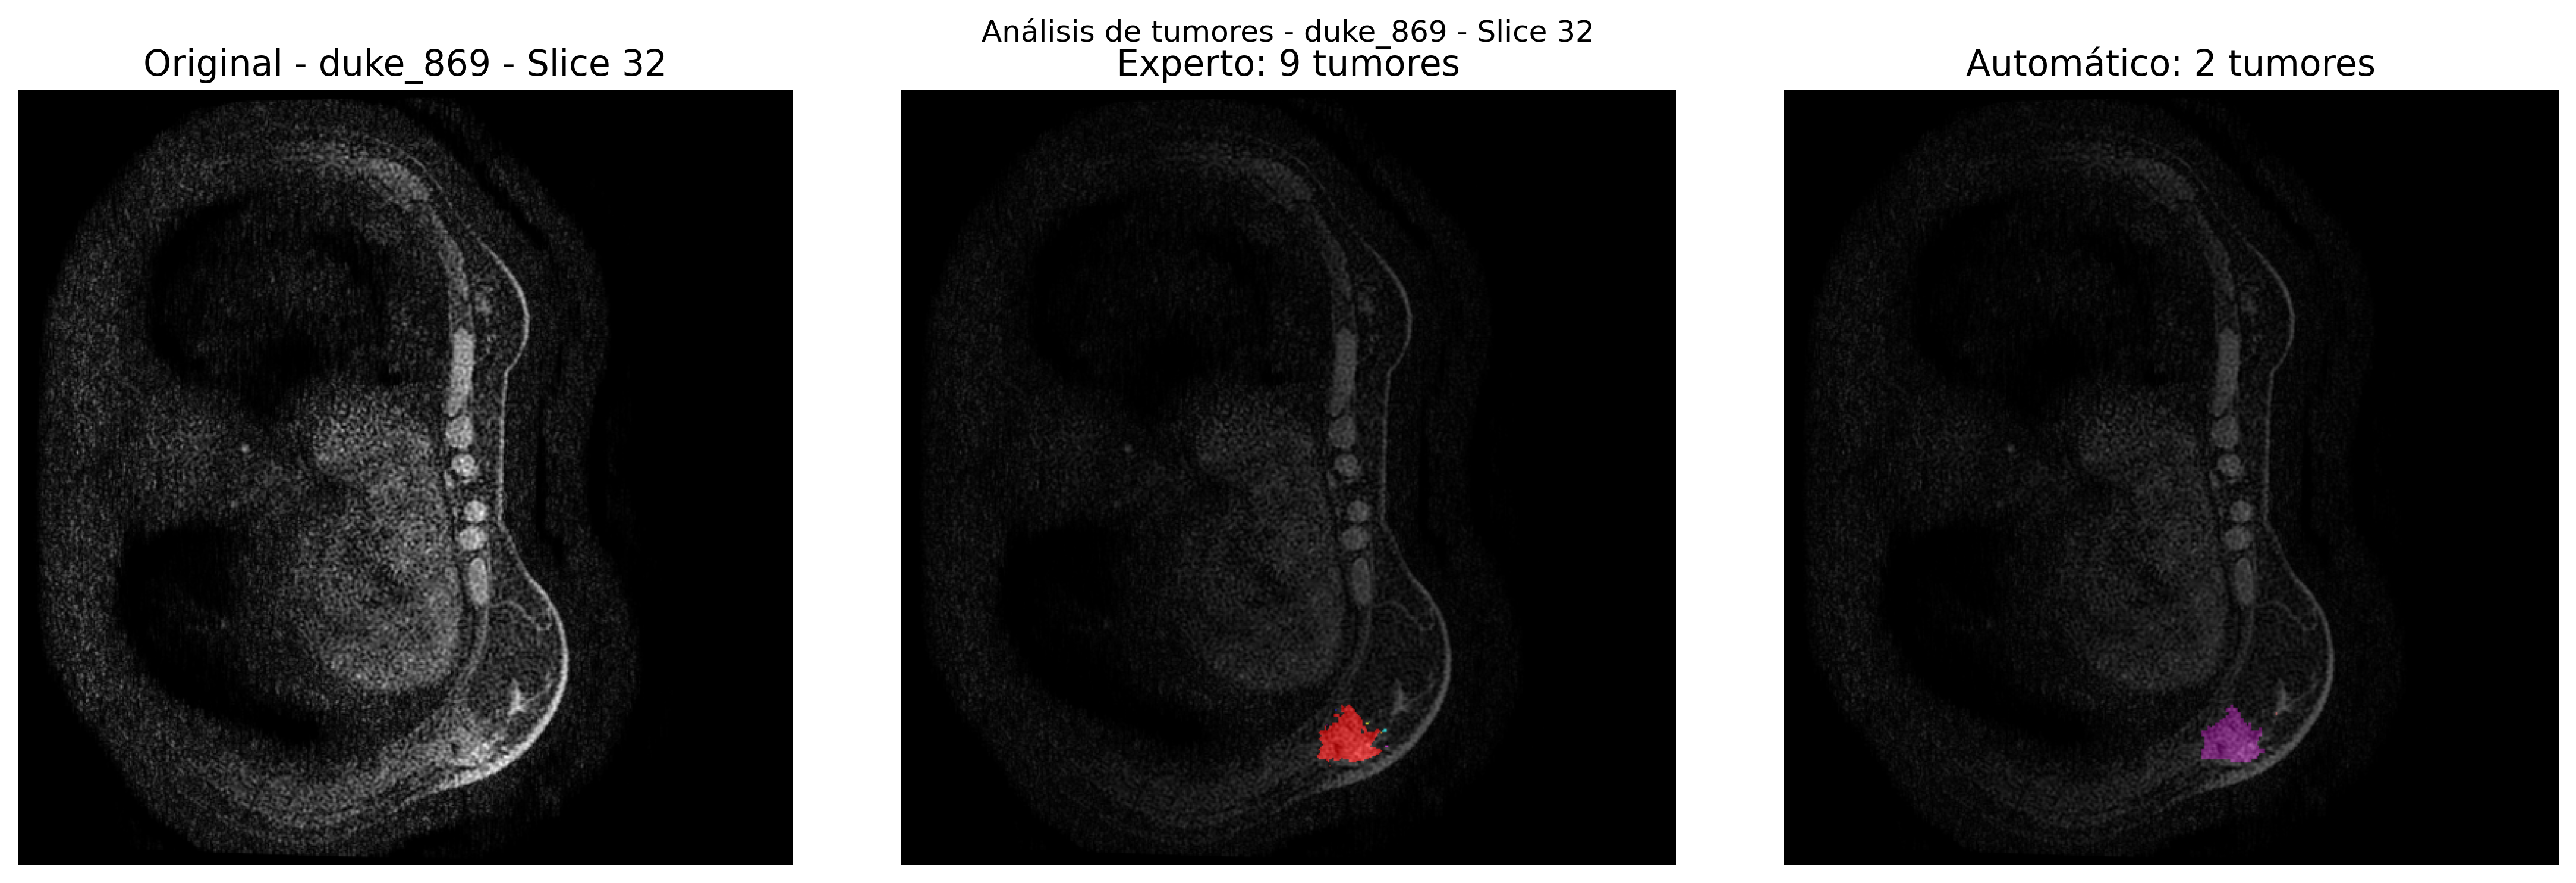 Análisis de tumores - duke_869 - Slice 32
Original - duke_869 - Slice 32
Experto: 9 tumores
Automático: 2 tumores